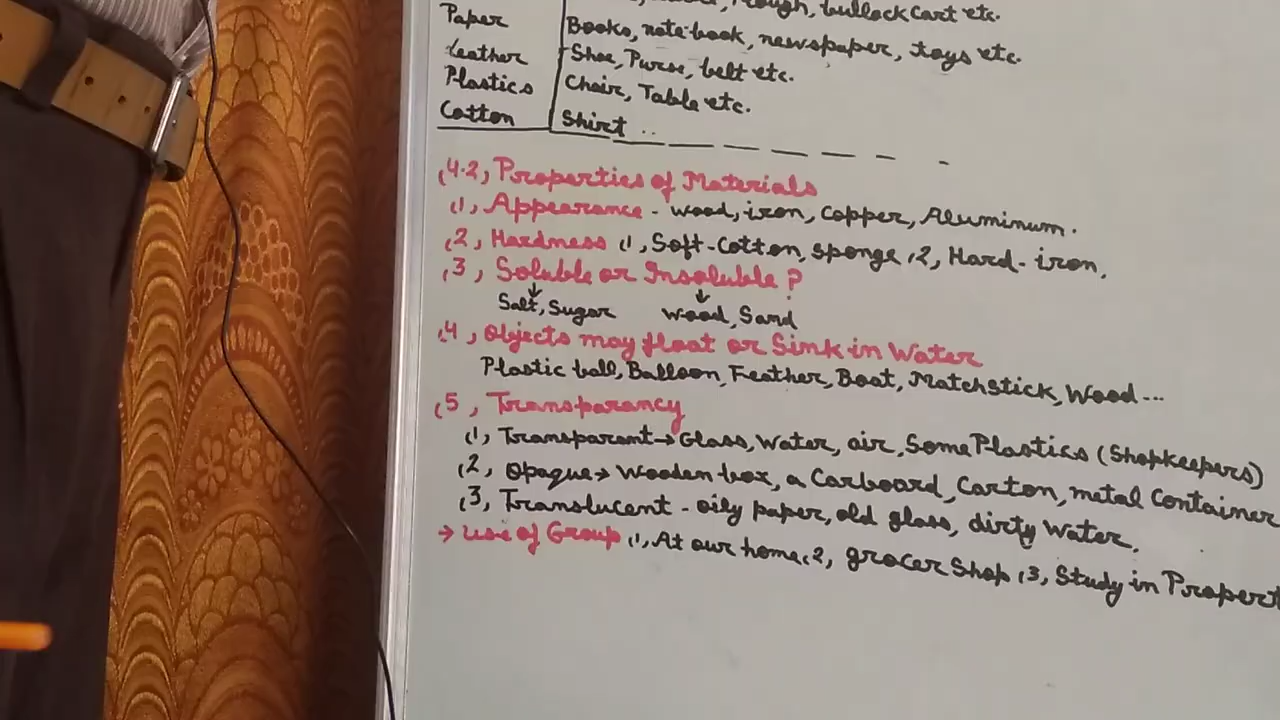 bullock cart etc.
Paper Books, note-book, newspaper, toys etc.
Leather Shoe, Purse, belt etc.
Plastics Chair, Table etc.
Cotton Shirt ..
(4.2, Properties of Materials
(1, Appearance - wood, iron, copper, Aluminum.
(2, Hardness (1, Soft-Cotton, sponge (2, Hard - iron,
(3, Soluble or Insoluble ?
Salt, Sugar wood, Sand
(4, Objects may float or Sink in Water
Plastic ball, Balloon, Feather, Boat, Matchstick, Wood ---
(5, Transparancy
(1, Transparent → Glass, Water, air, Some Plastics (Shopkeepers)
(2, opaque → wooden box, a Carboard, Carton, metal Container
(3, Translucent - oily paper, old glass, dirty Water.
→ use of Group (1, At our home (2, grocer Shop (3, Study in Propert